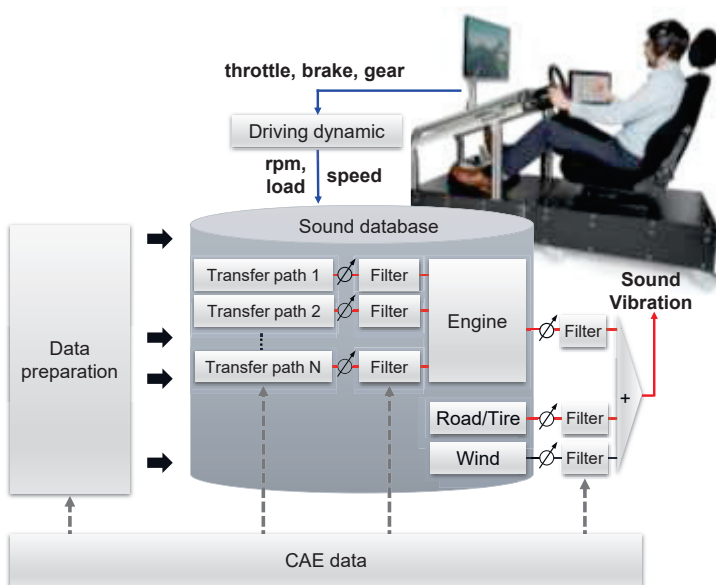 throttle, brake, gear
Driving dynamic
rpm,
load
speed
Sound database
Transfer path 1
Filter
Transfer path 2
Filter
Transfer path N
Filter
Engine
Filter
Road/Tire
Filter
Wind
Filter
+
Sound
Vibration
Data
preparation
CAE data